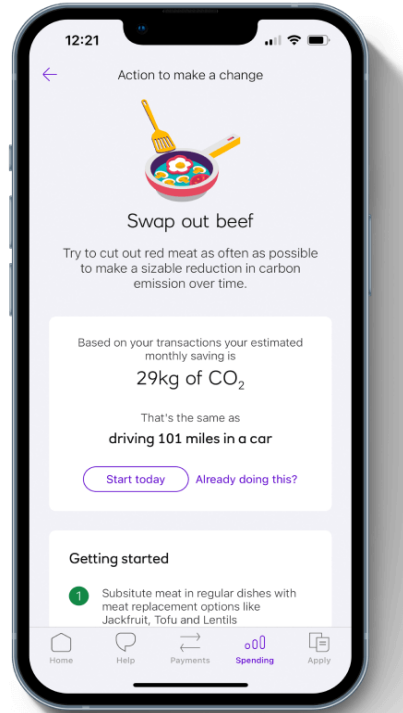 12:21
Action to make a change
Swap out beef
Try to cut out red meat as often as possible
to make a sizable reduction in carbon
emission over time.
Based on your transactions your estimated
monthly saving is
29kg of CO₂
That's the same as
driving 101 miles in a car
Start today Already doing this?
Getting started
1 Subsitute meat in regular dishes with
meat replacement options like
Jackfruit, Tofu and Lentils
Home Help Payments Spending Apply